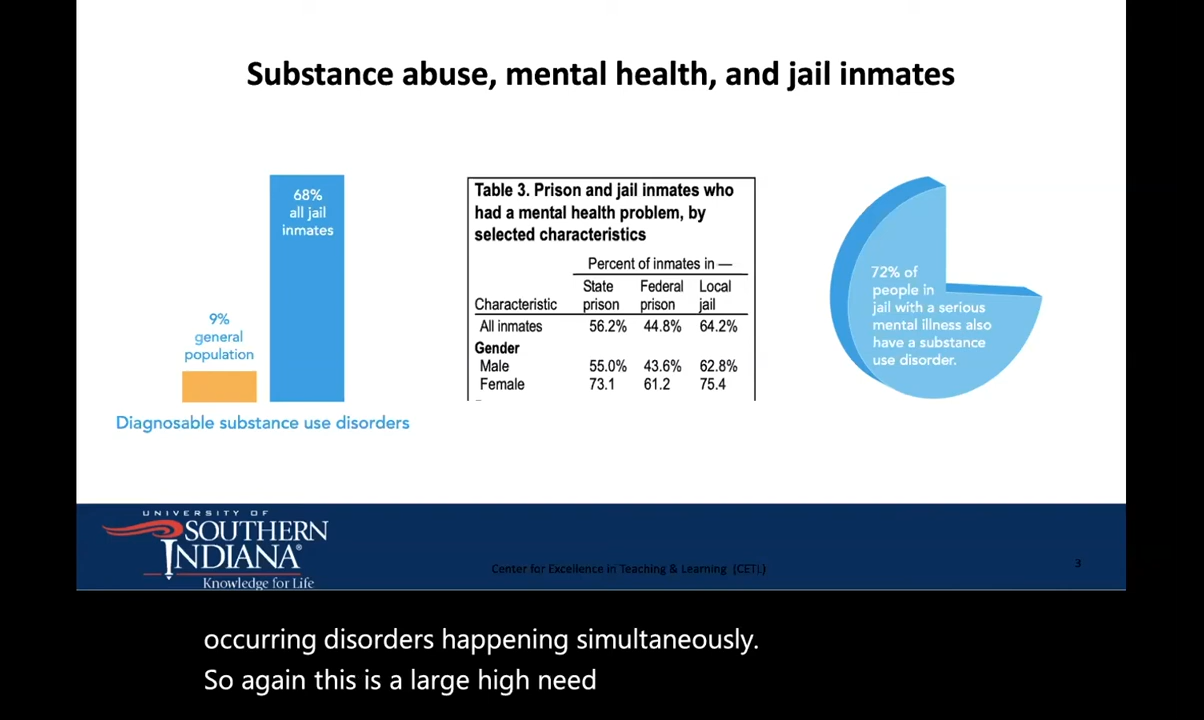 Substance abuse, mental health, and jail inmates
68%
all jail
inmates
9%
general
population
Diagnosable substance use disorders
Table 3. Prison and jail inmates who
had a mental health problem, by
selected characteristics
Percent of inmates in —
State Federal Local
Characteristic prison prison jail
All inmates 56.2% 44.8% 64.2%
Gender
Male 55.0% 43.6% 62.8%
Female 73.1 61.2 75.4
72% of
people in
jail with a serious
mental illness also
have a substance
use disorder.
UNIVERSITY OF
SOUTHERN
INDIANA®
Knowledge for Life
Center for Excellence in Teaching & Learning (CETL)
3
occurring disorders happening simultaneously.
So again this is a large high need